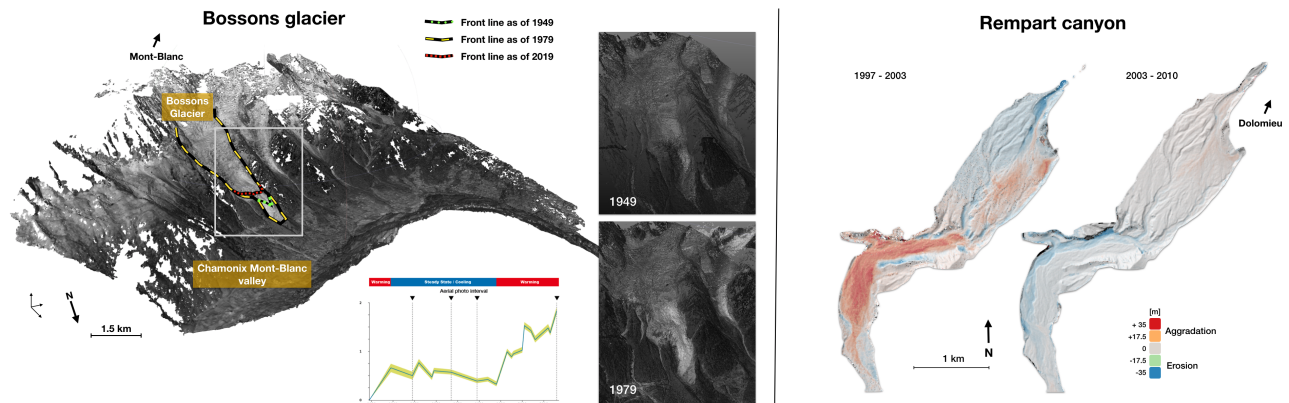 Bossons glacier
Front line as of 1949
Front line as of 1979
Front line as of 2019
Mont-Blanc
Bossons
Glacier
Chamonix Mont-Blanc
valley
N
1.5 km
Warming
Steady State / Cooling
Warming
Aerial photo interval
1949
1979
Rempart canyon
1997 - 2003
2003 - 2010
Dolomieu
N
1 km
[m]
+ 35
+17.5
0
-17.5
-35
Aggradation
Erosion